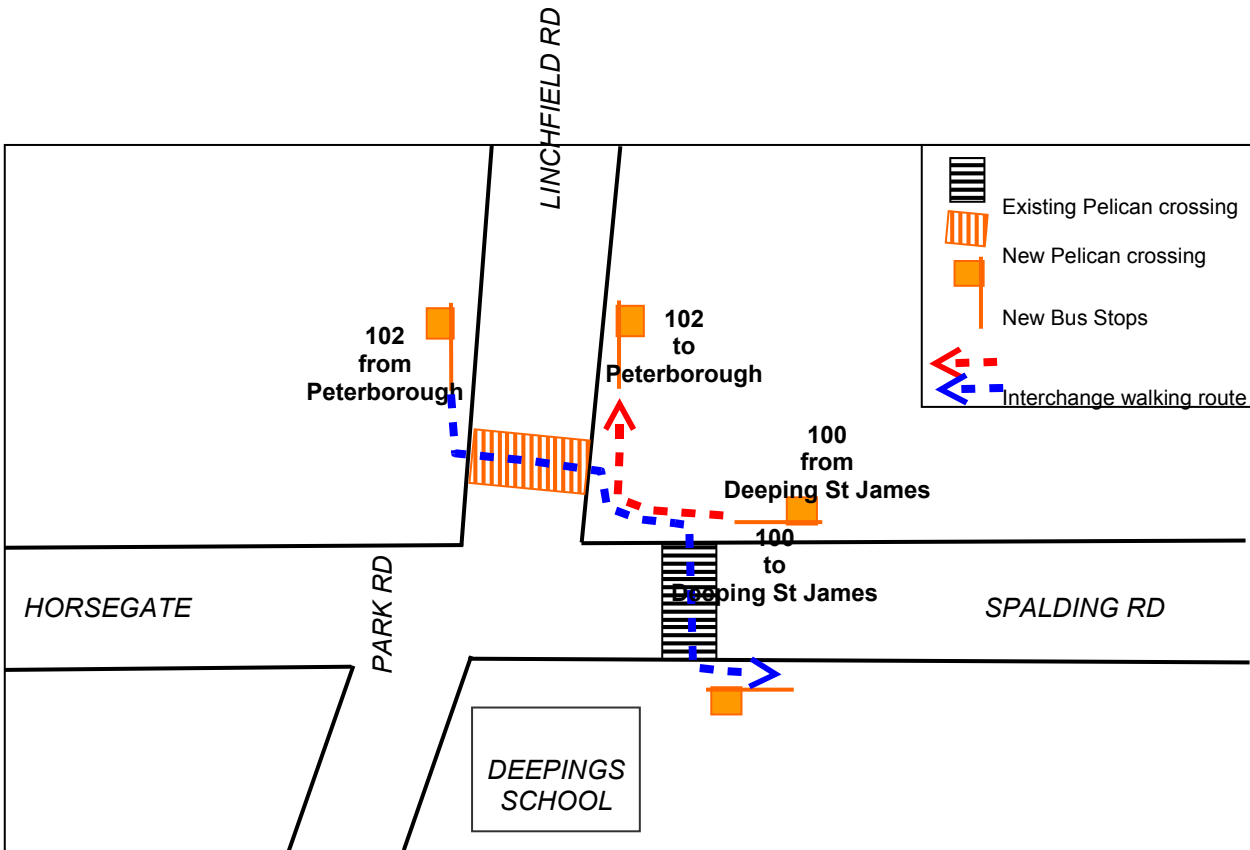 LINCHFIELD RD
Existing Pelican crossing
New Pelican crossing
New Bus Stops
Interchange walking route
102
from
Peterborough
102
to
Peterborough
100
from
Deeping St James
100
to
Deeping St James
HORSEGATE
PARK RD
SPALDING RD
DEEPINGS
SCHOOL